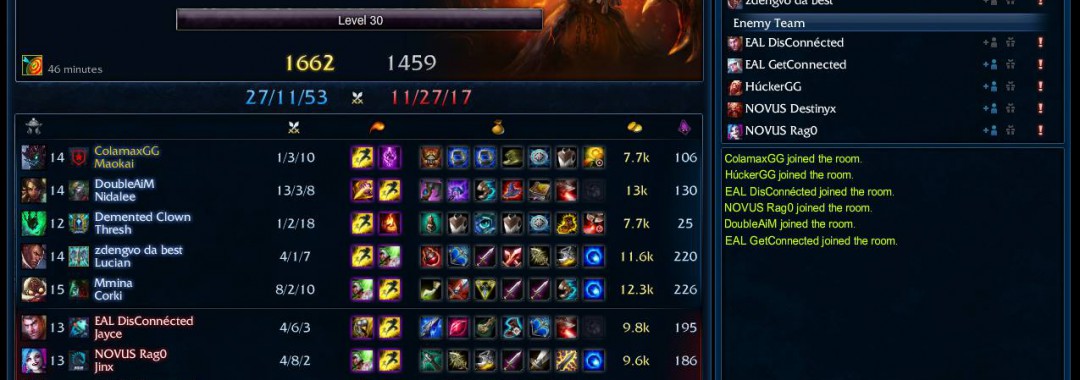 Level 30
46 minutes
1662 1459
27/11/53 11/27/17
14 ColamaxGG 1/3/10 7.7k 106
Maokai
14 DoubleAiM 13/3/8 13k 130
Nidalee
12 Demented Clown 1/2/18 7.7k 25
Thresh
14 zdengvo da best 4/1/7 11.6k 220
Lucian
15 Mmina 8/2/10 12.3k 226
Corki
13 EAL DisConnécted 4/6/3 9.8k 195
Jayce
13 NOVUS Rag0 4/8/2 9.6k 186
Jinx
zdengvo da best
Enemy Team
EAL DisConnécted
EAL GetConnected
HúckerGG
NOVUS Destinyx
NOVUS Rag0
ColamaxGG joined the room.
HúckerGG joined the room.
EAL DisConnécted joined the room.
NOVUS Rag0 joined the room.
DoubleAiM joined the room.
EAL GetConnected joined the room.